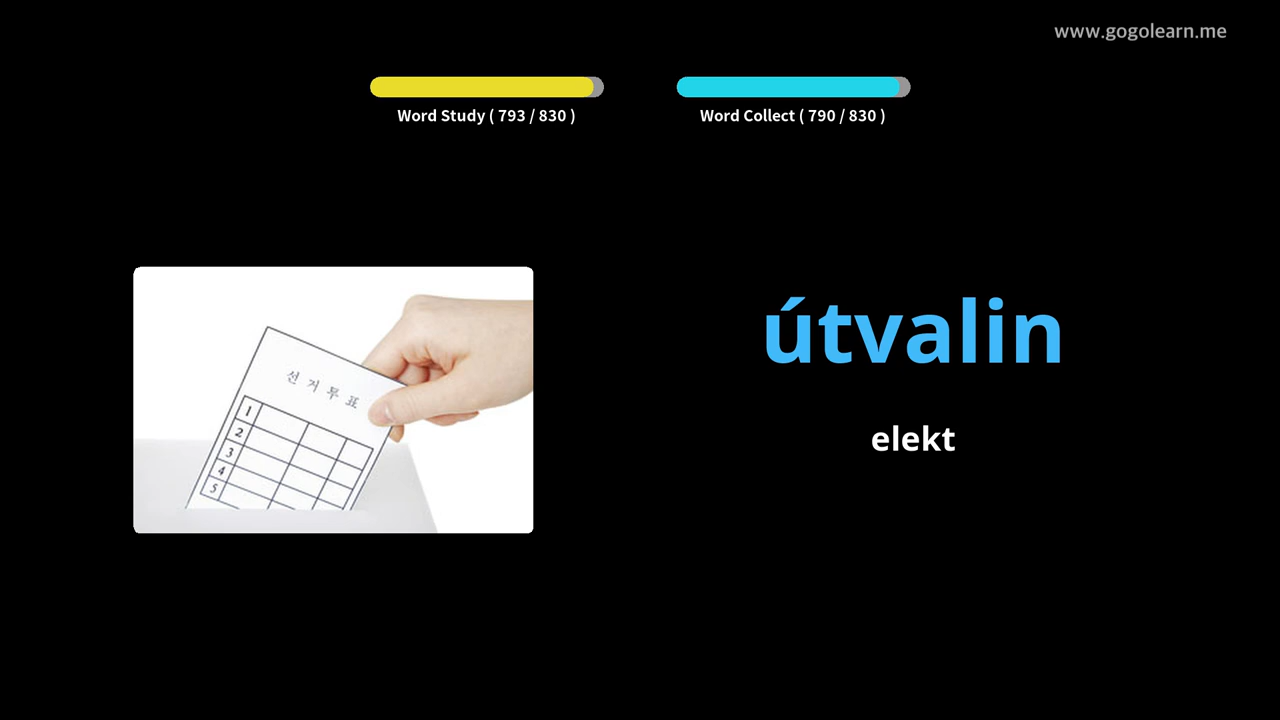 www.gogolearn.me
Word Study ( 793 / 830 )
Word Collect ( 790 / 830 )
선거투표
1
2
3
4
5
útvalin
elekt